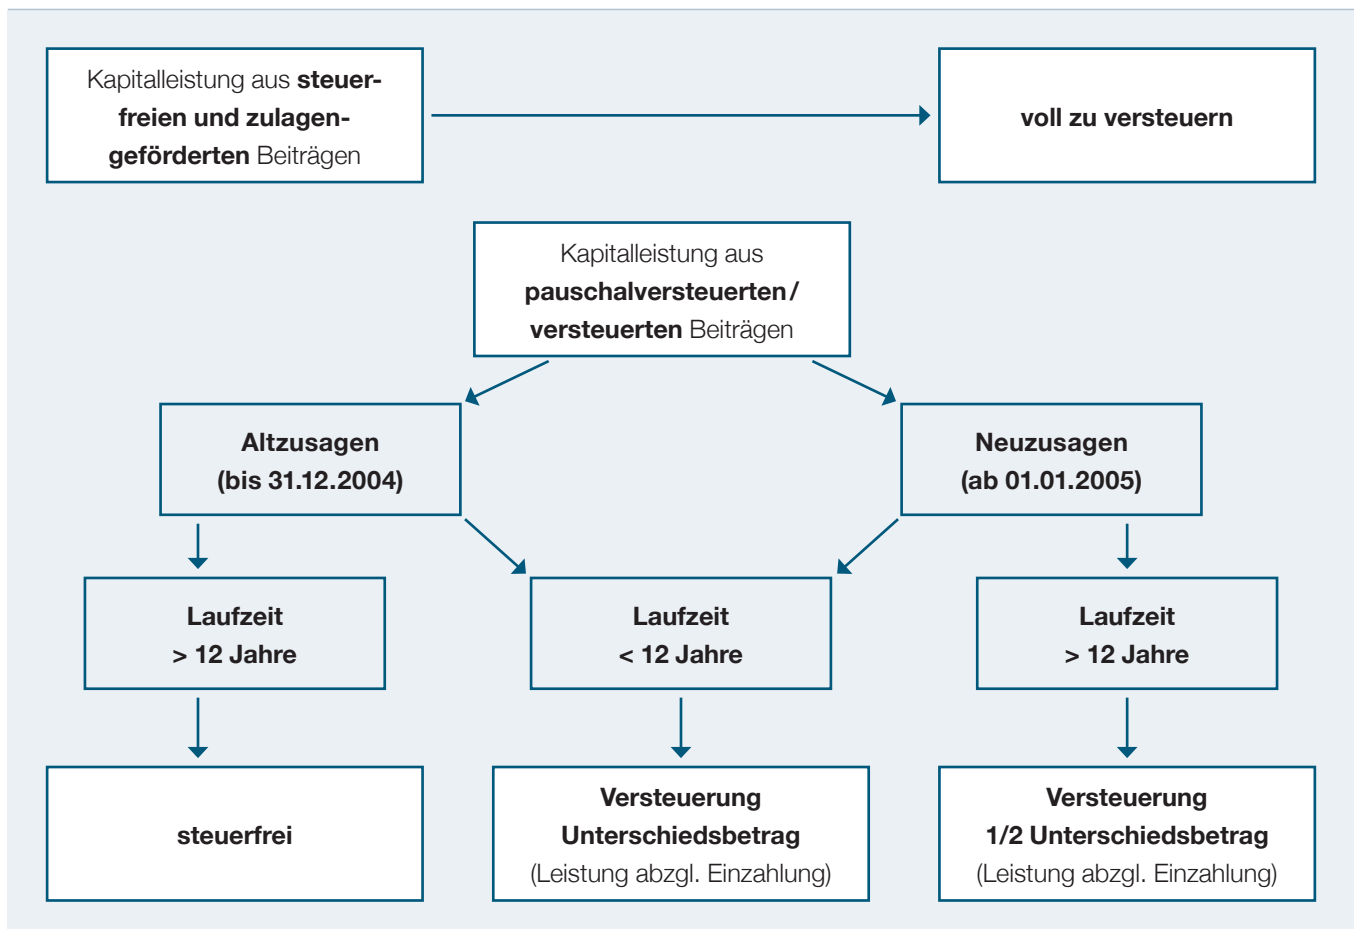 Kapitalleistung aus steuer-
freien und zulagen-
geförderten Beiträgen
voll zu versteuern
Kapitalleistung aus
pauschalversteuerten/
versteuerten Beiträgen
Altzusagen
(bis 31.12.2004)
Neuzusagen
(ab 01.01.2005)
Laufzeit
> 12 Jahre
Laufzeit
< 12 Jahre
Laufzeit
> 12 Jahre
steuerfrei
Versteuerung
Unterschiedsbetrag
(Leistung abzgl. Einzahlung)
Versteuerung
1/2 Unterschiedsbetrag
(Leistung abzgl. Einzahlung)